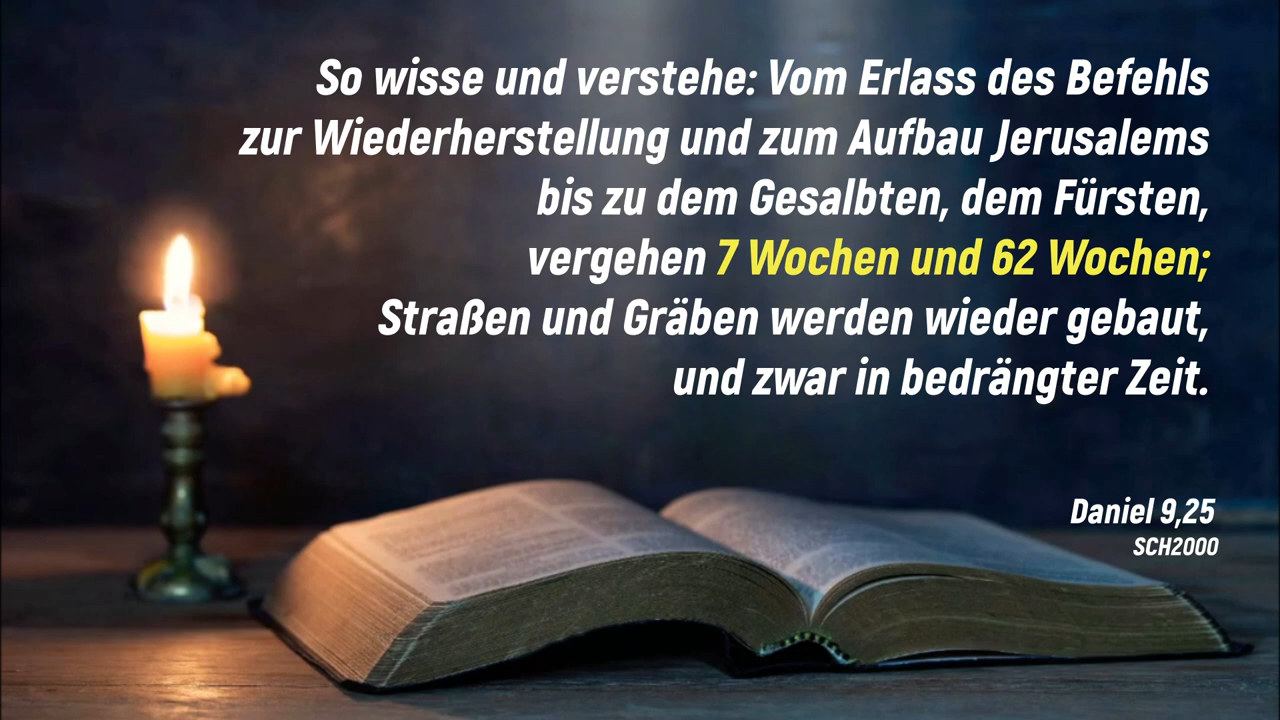 So wisse und verstehe: Vom Erlass des Befehls
zur Wiederherstellung und zum Aufbau Jerusalems
bis zu dem Gesalbten, dem Fürsten,
vergehen 7 Wochen und 62 Wochen;
Straßen und Gräben werden wieder gebaut,
und zwar in bedrängter Zeit.
Daniel 9,25
SCH2000